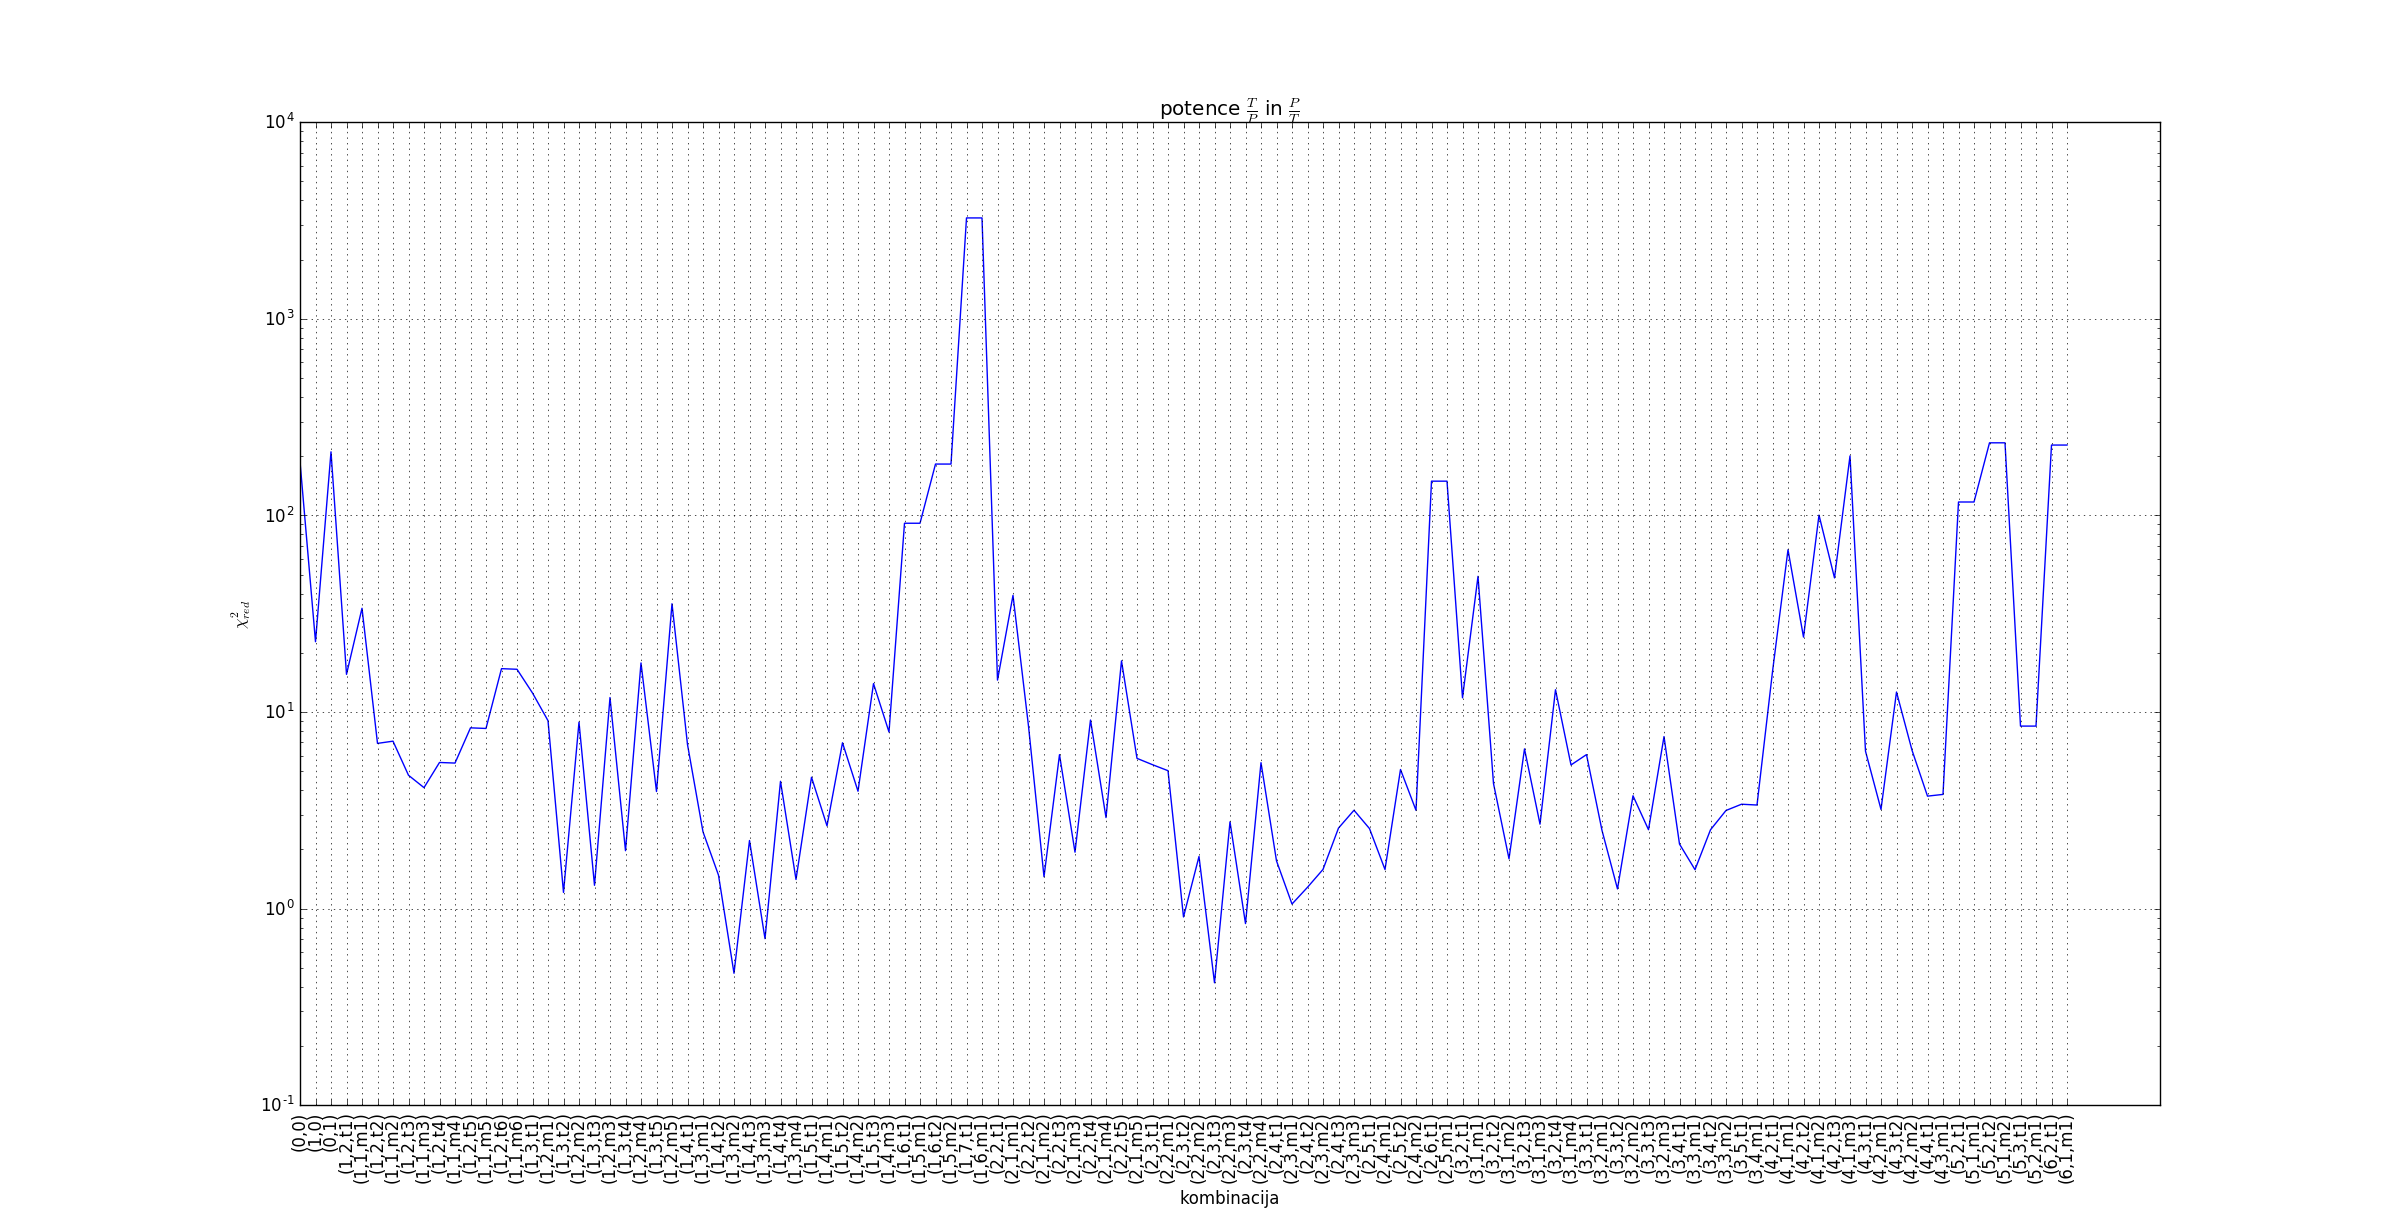 potence $\frac{T}{P}$ in $\frac{P}{T}$
10^4
10^3
10^2
10^1
10^0
10^-1
χ²_red
(0,0)
(1,0)
(0,1)
(1,2,t1)
(1,1,m1)
(1,2,t2)
(1,1,m2)
(1,2,t3)
(1,1,m3)
(1,2,t4)
(1,1,m4)
(1,2,t5)
(1,1,m5)
(1,2,t6)
(1,1,m6)
(1,3,t1)
(1,2,m1)
(1,3,t2)
(1,2,m2)
(1,3,t3)
(1,2,m3)
(1,3,t4)
(1,2,m4)
(1,3,t5)
(1,2,m5)
(1,4,t1)
(1,3,m1)
(1,4,t2)
(1,3,m2)
(1,4,t3)
(1,3,m3)
(1,4,t4)
(1,3,m4)
(1,5,t1)
(1,4,m1)
(1,5,t2)
(1,4,m2)
(1,5,t3)
(1,4,m3)
(1,6,t1)
(1,5,m1)
(1,6,t2)
(1,5,m2)
(1,7,t1)
(1,6,m1)
(2,2,t1)
(2,1,m1)
(2,2,t2)
(2,1,m2)
(2,2,t3)
(2,1,m3)
(2,2,t4)
(2,1,m4)
(2,2,t5)
(2,1,m5)
(2,3,t1)
(2,2,m1)
(2,3,t2)
(2,2,m2)
(2,3,t3)
(2,2,m3)
(2,3,t4)
(2,2,m4)
(2,4,t1)
(2,3,m1)
(2,4,t2)
(2,3,m2)
(2,4,t3)
(2,3,m3)
(2,5,t1)
(2,4,m1)
(2,5,t2)
(2,4,m2)
(2,6,t1)
(2,5,m1)
(3,2,t1)
(3,1,m1)
(3,2,t2)
(3,1,m2)
(3,2,t3)
(3,1,m3)
(3,2,t4)
(3,1,m4)
(3,3,t1)
(3,2,m1)
(3,3,t2)
(3,2,m2)
(3,3,t3)
(3,2,m3)
(3,4,t1)
(3,3,m1)
(3,4,t2)
(3,3,m2)
(3,5,t1)
(3,4,m1)
(4,2,t1)
(4,1,m1)
(4,2,t2)
(4,1,m2)
(4,2,t3)
(4,1,m3)
(4,3,t1)
(4,2,m1)
(4,3,t2)
(4,2,m2)
(4,4,t1)
(4,3,m1)
(5,2,t1)
(5,1,m1)
(5,2,t2)
(5,1,m2)
(5,3,t1)
(5,2,m1)
(6,2,t1)
(6,1,m1)
kombinacija